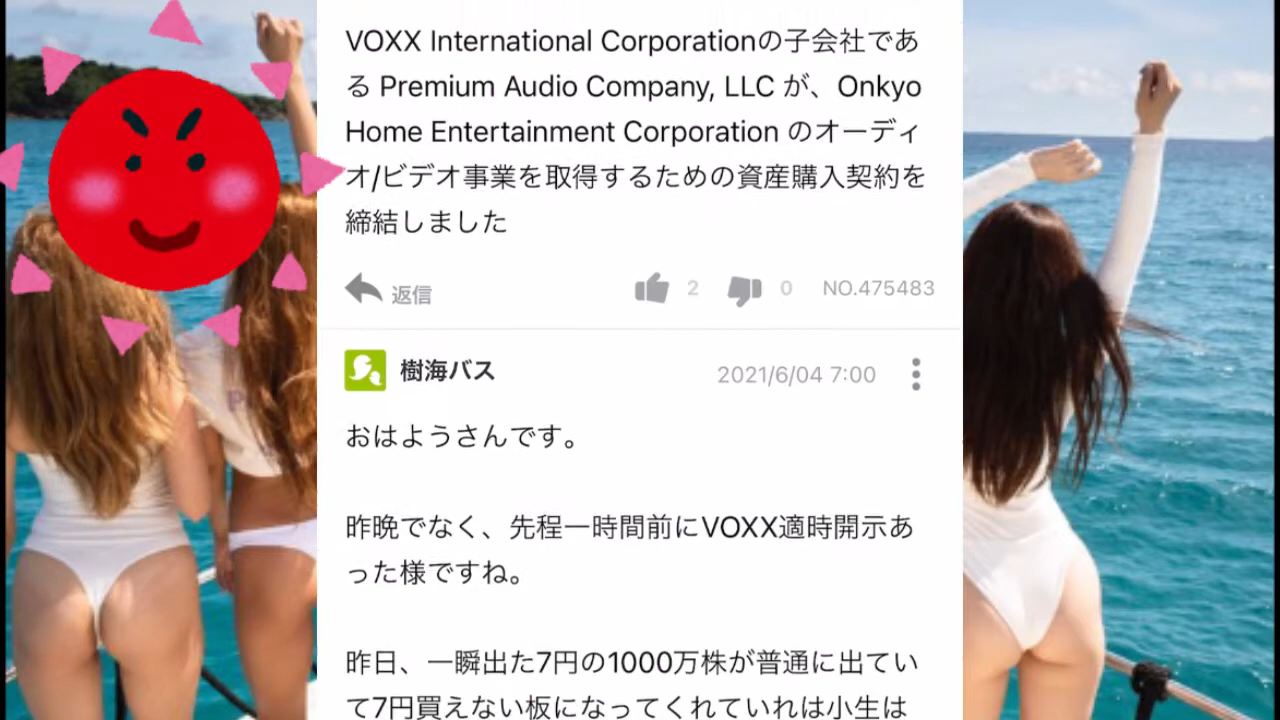 VOXX International Corporationの子会社であ
る Premium Audio Company, LLC が、Onkyo
Home Entertainment Corporation のオーディ
オ/ビデオ事業を取得するための資産購入契約を
締結しました
返信 2 0 NO.475483
樹海バス 2021/6/04 7:00
おはようさんです。
昨晩でなく、先程一時間前にVOXX適時開示あ
った様ですね。
昨日、一瞬出た7円の1000万株が普通に出てい
て7円買えない板になってくれていれは小生は